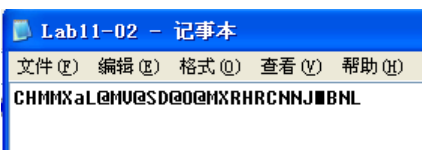 Lab11-02 - 记事本
文件(F) 编辑(E) 格式(O) 查看(V) 帮助(H)
CHMMXaL@MV@SD@O@MXRHRCNNJ■BNL